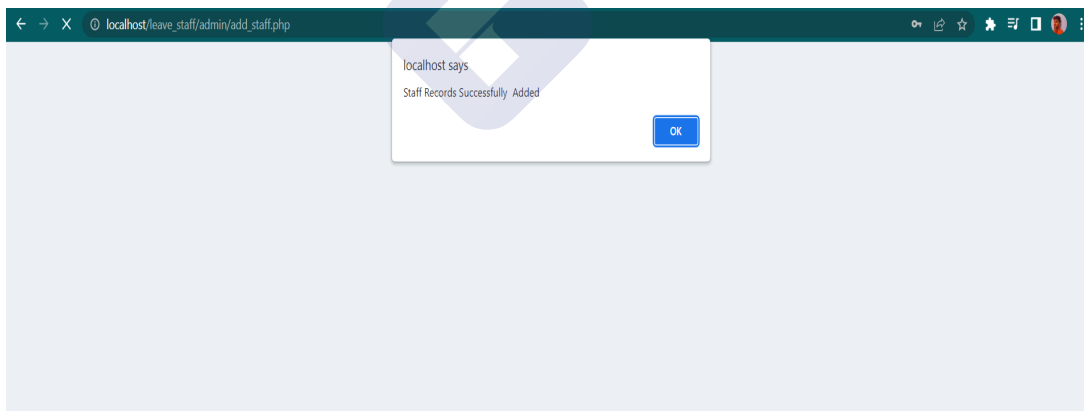 localhost/leave_staff/admin/add_staff.php
localhost says
Staff Records Successfully Added
OK